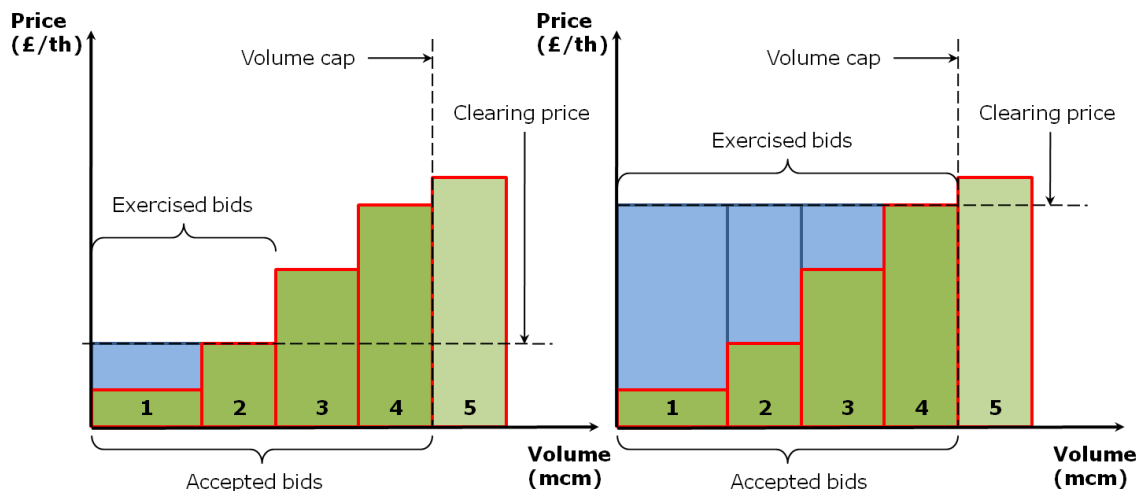 Price
(£/th)
Volume cap
Clearing price
Exercised bids
1
2
3
4
5
Volume
(mcm)
Accepted bids
Price
(£/th)
Volume cap
Clearing price
Exercised bids
1
2
3
4
5
Volume
(mcm)
Accepted bids